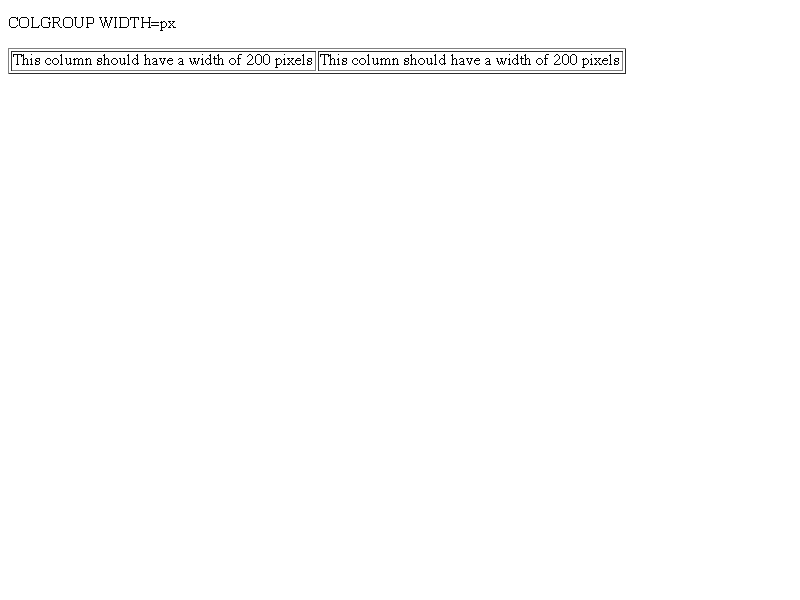 COLGROUP WIDTH=px
This column should have a width of 200 pixels This column should have a width of 200 pixels